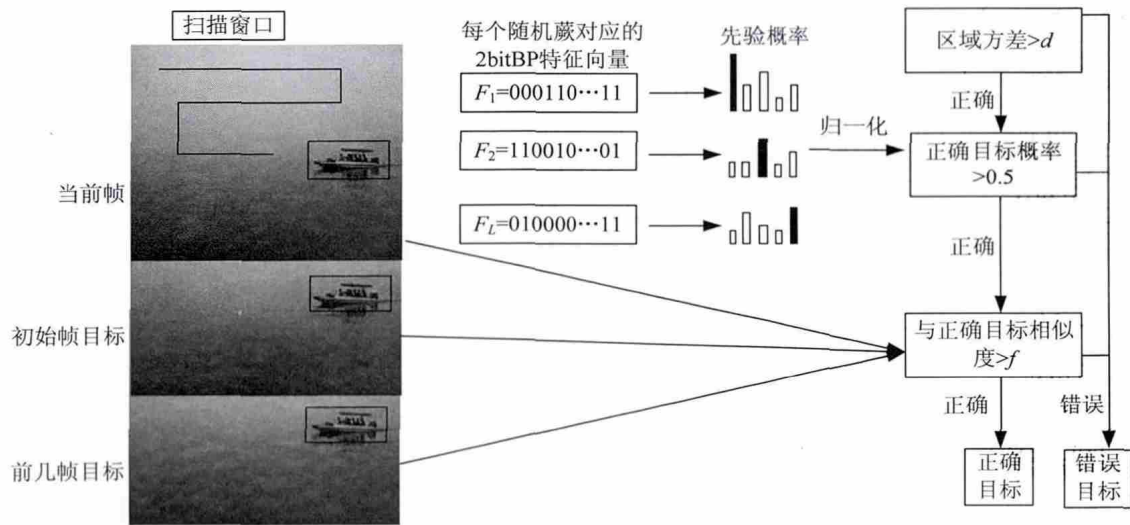 扫描窗口
当前帧
初始帧目标
前几帧目标
每个随机蕨对应的
2bitBP特征向量
F₁=000110…11
F₂=110010…01
F_L=010000…11
先验概率
归一化
区域方差>d
正确
正确目标概率
>0.5
正确
与正确目标相似
度>f
正确
错误
正确
目标
错误
目标